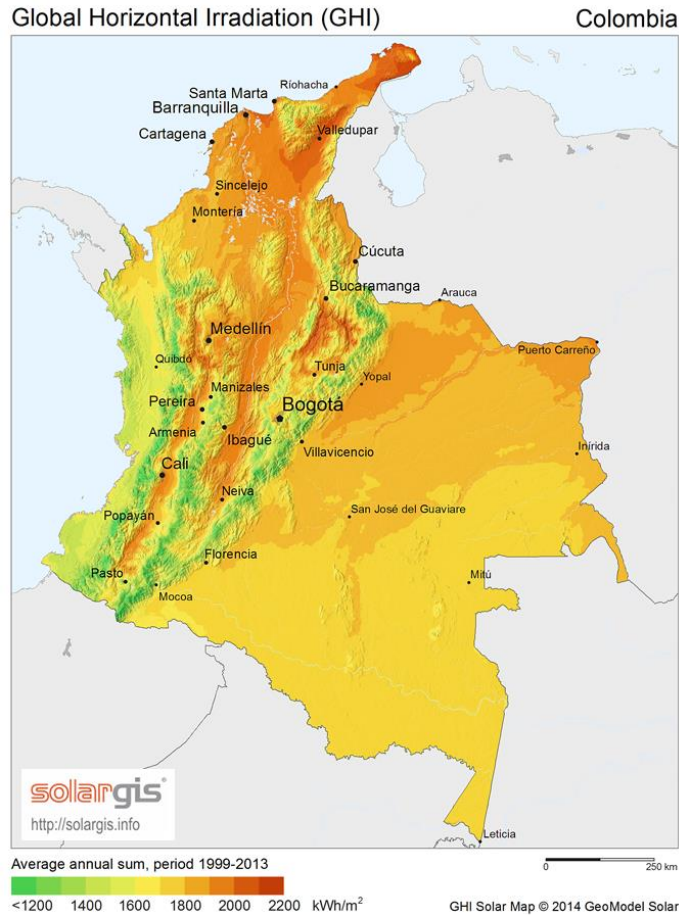 Global Horizontal Irradiation (GHI) Colombia
Ríohacha
Santa Marta
Barranquilla
Cartagena
Valledupar
Sincelejo
Montería
Cúcuta
Bucaramanga
Arauca
Medellín
Puerto Carreño
Quibdó
Tunja
Yopal
Manizales
Pereira
Bogotá
Armenia
Ibagué
Villavicencio
Inírida
Cali
Neiva
San José del Guaviare
Popayán
Florencia
Pasto
Mitú
Mocoa
solargis®
http://solargis.info
Leticia
Average annual sum, period 1999-2013
0 250 km
<1200 1400 1600 1800 2000 2200 kWh/m²
GHI Solar Map © 2014 GeoModel Solar